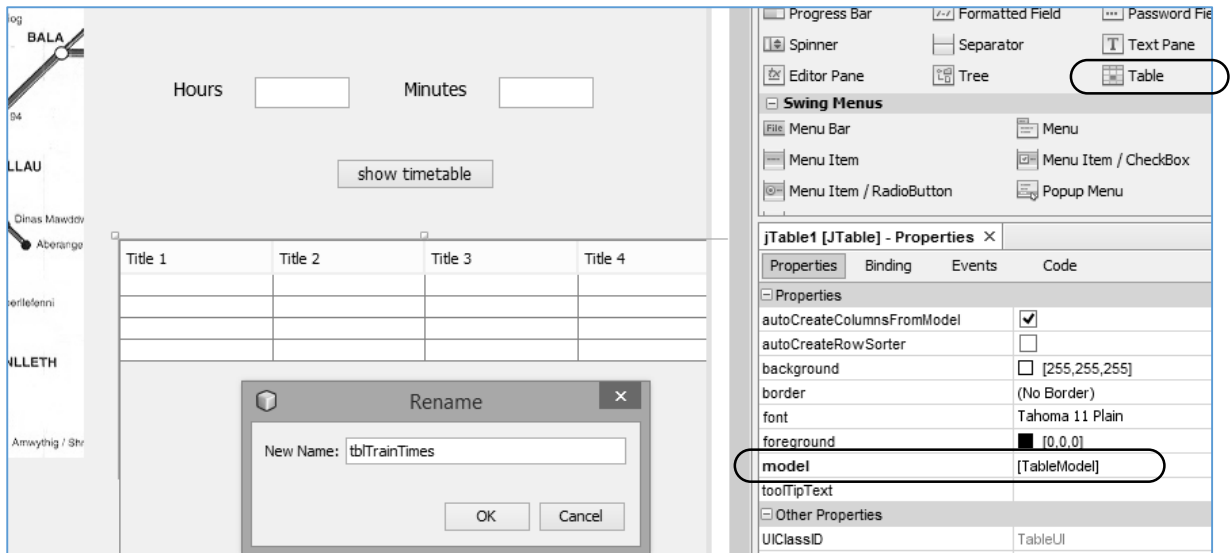 og
BALA
94
LLAU
Dinas Mawddw
Aberange
erllefenni
NLLETH
Amwythig / Shr
Hours
Minutes
show timetable
Title 1 Title 2 Title 3 Title 4
Rename
New Name: tblTrainTimes
OK Cancel
Progress Bar Formatted Field Password Fie
Spinner Separator Text Pane
Editor Pane Tree Table
Swing Menus
Menu Bar Menu
Menu Item Menu Item / CheckBox
Menu Item / RadioButton Popup Menu
jTable1 [JTable] - Properties ×
Properties Binding Events Code
Properties
autoCreateColumnsFromModel
autoCreateRowSorter
background [255,255,255]
border (No Border)
font Tahoma 11 Plain
foreground [0,0,0]
model [TableModel]
toolTipText
Other Properties
UIClassID TableUI